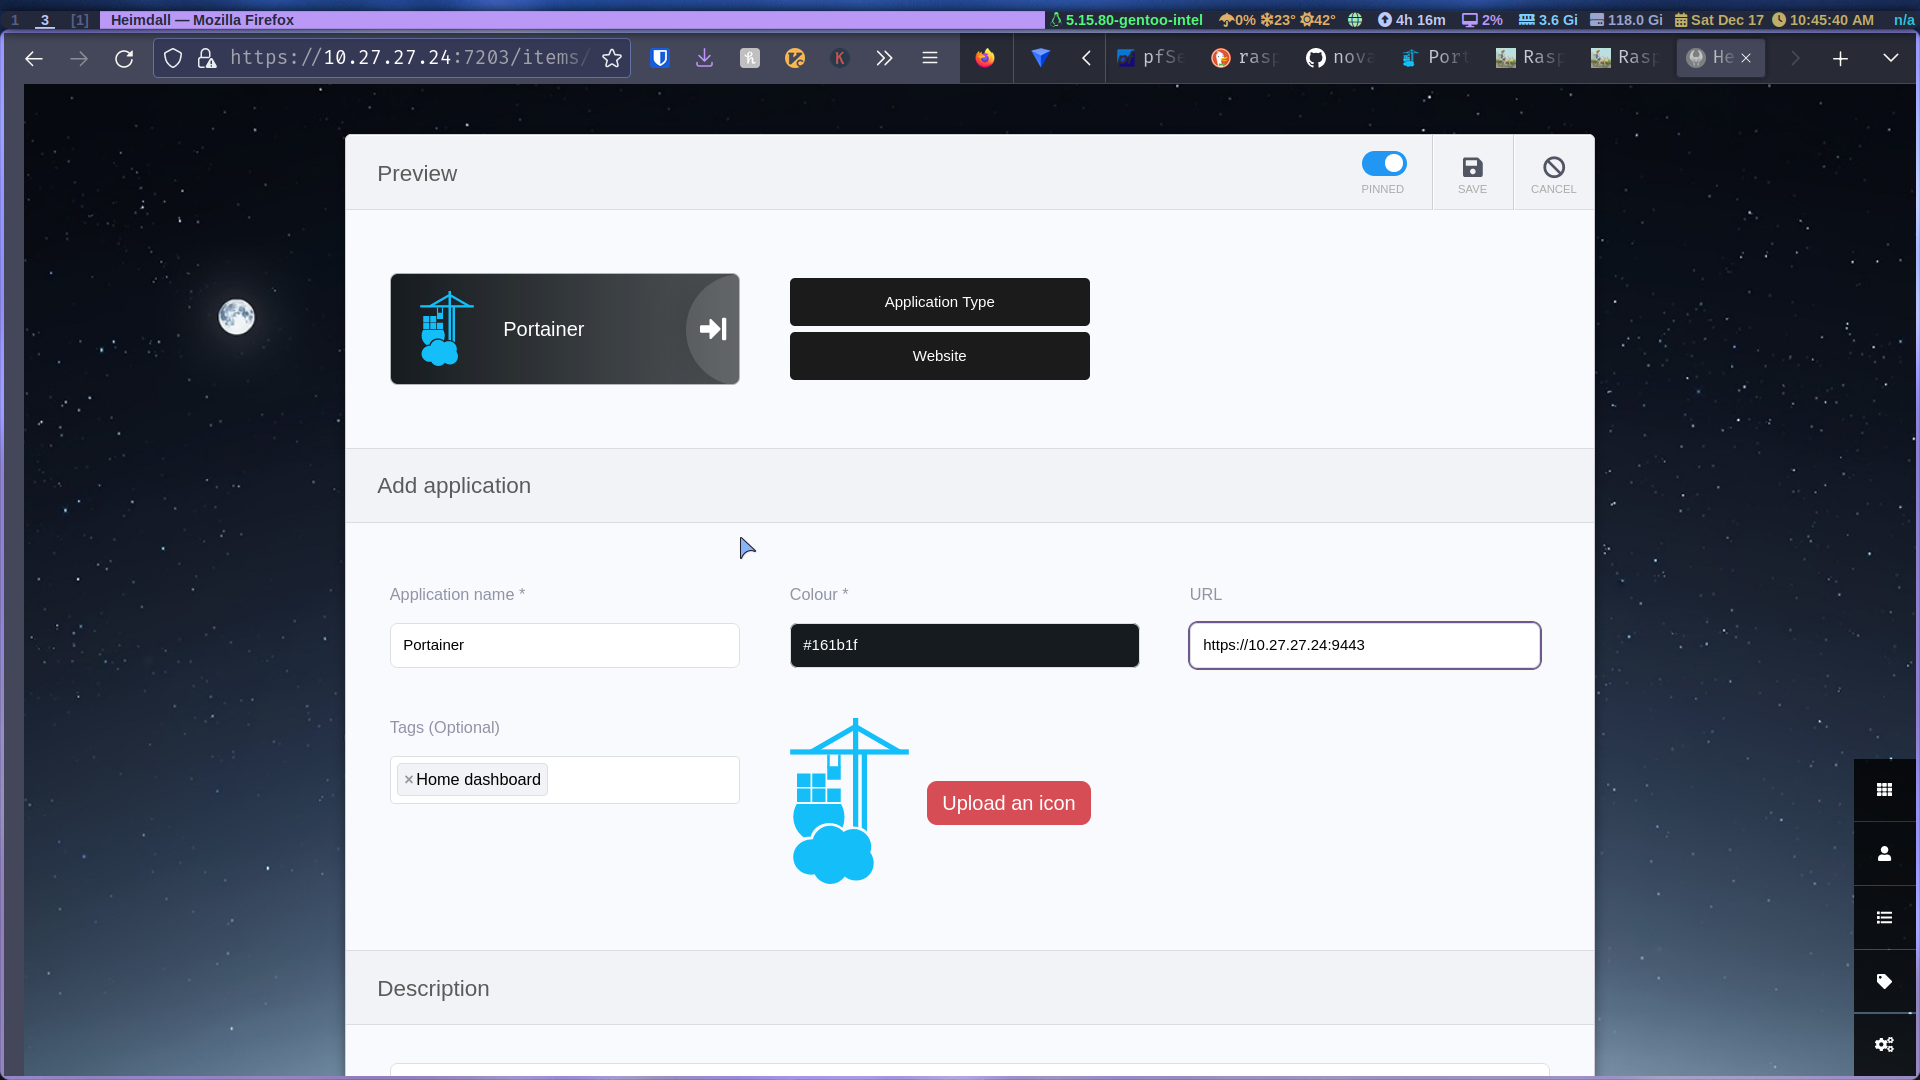 1 3 [1] Heimdall — Mozilla Firefox 5.15.80-gentoo-intel 0% 23° 42° 4h 16m 2% 3.6 Gi 118.0 Gi Sat Dec 17 10:45:40 AM n/a
https://10.27.27.24:7203/items/ pfSe rasp nova Port Rasp Rasp He
Preview
PINNED
SAVE
CANCEL
Portainer
Application Type
Website
Add application
Application name *
Colour *
URL
Portainer
#161b1f
https://10.27.27.24:9443
Tags (Optional)
×Home dashboard
Upload an icon
Description